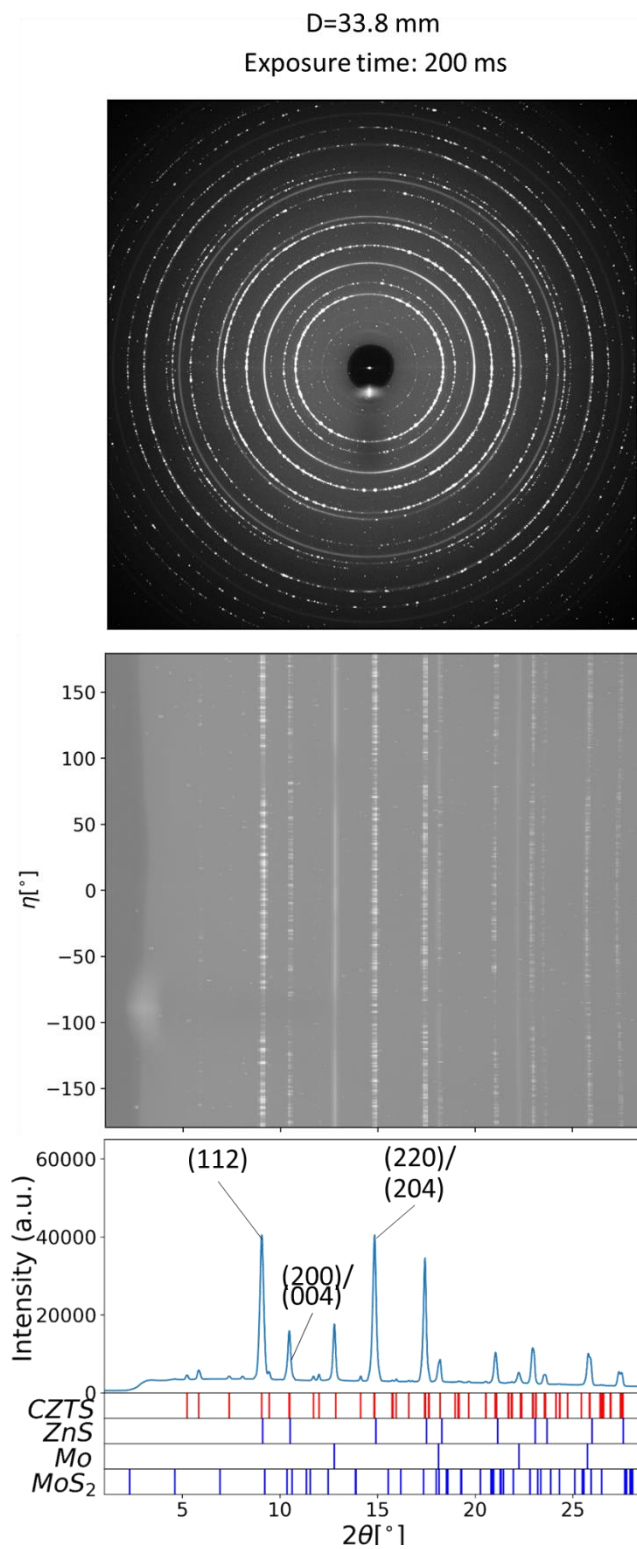 D=33.8 mm
Exposure time: 200 ms
150
100
50
0
−50
−100
−150
η[°]
60000
40000
20000
0
Intensity (a.u.)
(112)
(200)/
(004)
(220)/
(204)
CZTS
ZnS
Mo
MoS₂
5 10 15 20 25
2θ[°]